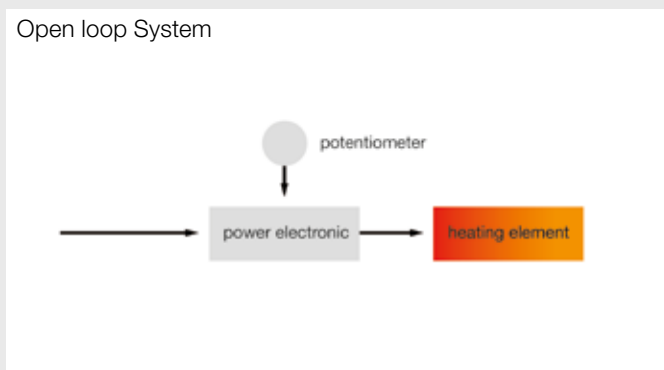 Open loop System
potentiometer
power electronic
heating element